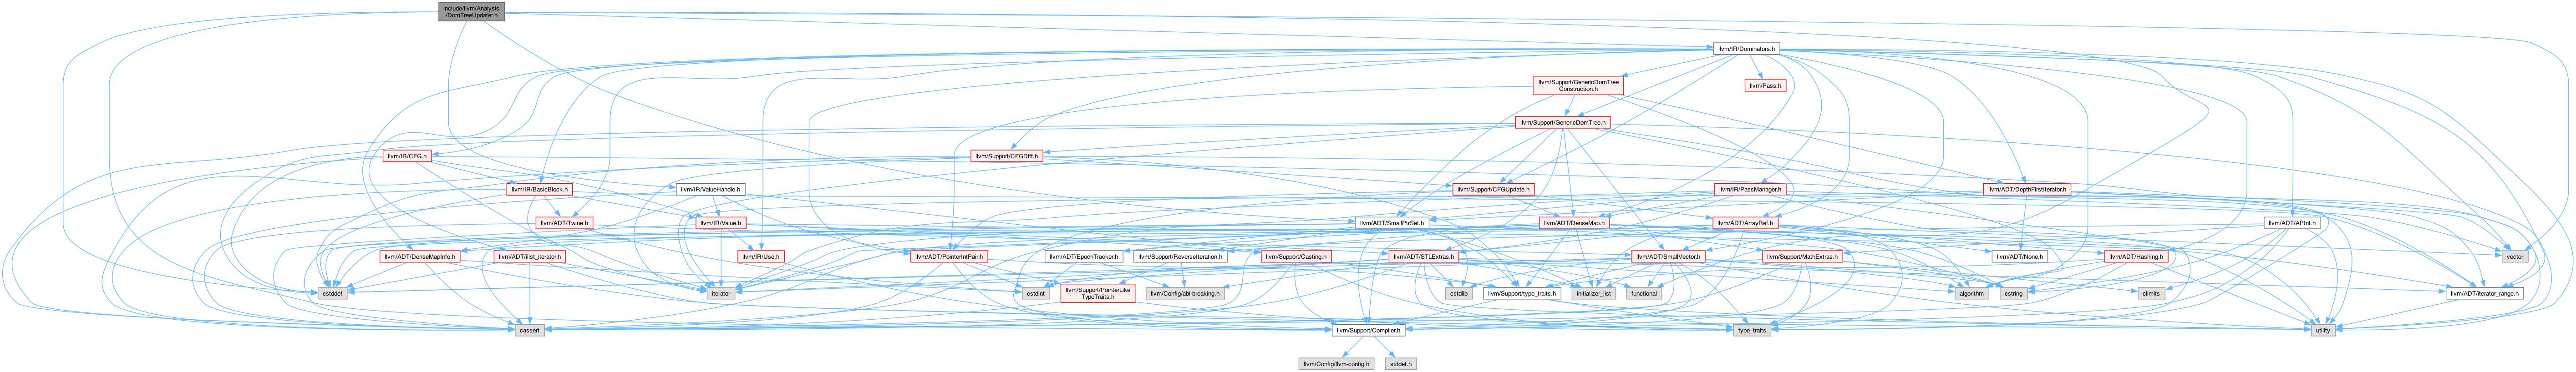 include/llvm/Analysis
/DomTreeUpdater.h
llvm/IR/Dominators.h
llvm/Support/GenericDomTree
Construction.h
llvm/Pass.h
llvm/Support/GenericDomTree.h
llvm/IR/CFG.h
llvm/Support/CFGDiff.h
llvm/IR/BasicBlock.h
llvm/IR/ValueHandle.h
llvm/Support/CFGUpdate.h
llvm/IR/PassManager.h
llvm/ADT/DepthFirstIterator.h
llvm/ADT/Twine.h
llvm/IR/Value.h
llvm/ADT/SmallPtrSet.h
llvm/ADT/DenseMap.h
llvm/ADT/ArrayRef.h
llvm/ADT/APInt.h
llvm/ADT/DenseMapInfo.h
llvm/ADT/ilist_iterator.h
llvm/IR/Use.h
llvm/ADT/PointerIntPair.h
llvm/ADT/EpochTracker.h
llvm/Support/ReverseIteration.h
llvm/Support/Casting.h
llvm/ADT/STLExtras.h
llvm/ADT/SmallVector.h
llvm/Support/MathExtras.h
llvm/ADT/None.h
llvm/ADT/Hashing.h
vector
cstddef
iterator
cstdint
llvm/Support/PointerLike
TypeTraits.h
llvm/Config/abi-breaking.h
cstdlib
llvm/Support/type_traits.h
initializer_list
functional
algorithm
cstring
climits
llvm/ADT/iterator_range.h
cassert
llvm/Support/Compiler.h
type_traits
utility
llvm/Config/llvm-config.h
stddef.h